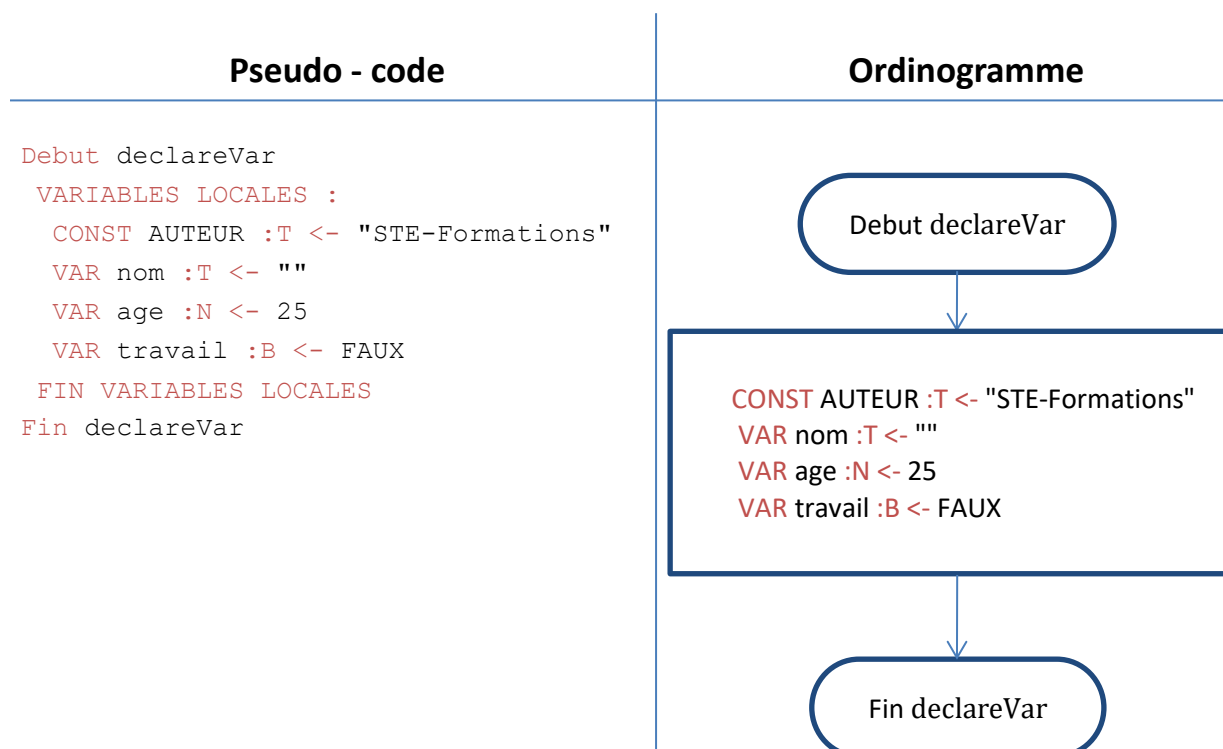 Pseudo - code
Debut declareVar
VARIABLES LOCALES :
CONST AUTEUR :T <- "STE-Formations"
VAR nom :T <- ""
VAR age :N <- 25
VAR travail :B <- FAUX
FIN VARIABLES LOCALES
Fin declareVar
Ordinogramme
Debut declareVar
CONST AUTEUR :T <- "STE-Formations"
VAR nom :T <- ""
VAR age :N <- 25
VAR travail :B <- FAUX
Fin declareVar